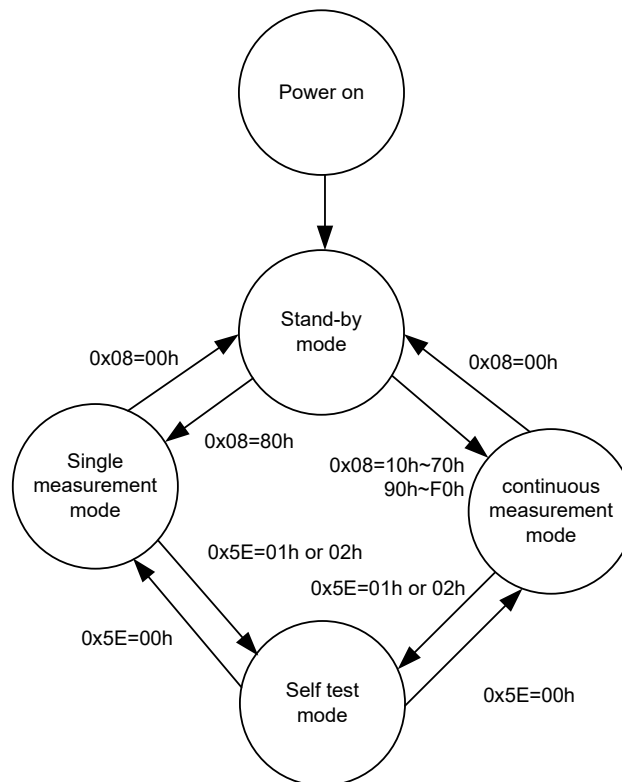 Power on
Stand-by
mode
0x08=00h
0x08=00h
0x08=80h
0x08=10h~70h
90h~F0h
Single
measurement
mode
continuous
measurement
mode
0x5E=01h or 02h
0x5E=01h or 02h
0x5E=00h
0x5E=00h
Self test
mode